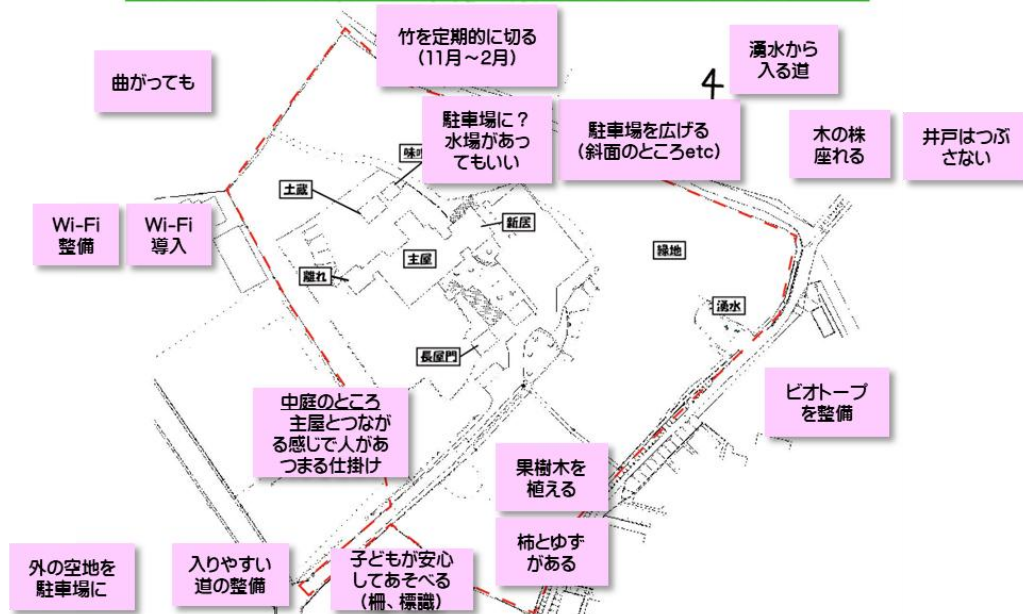 竹を定期的に切る
(11月～2月)
湧水から
入る道
4
曲がっても
駐車場に？
水場があっ
てもいい
駐車場を広げる
(斜面のところetc)
木の株
座れる
井戸はつぶ
さない
土蔵
新居
Wi-Fi
整備
Wi-Fi
導入
主屋
緑地
離れ
湧水
長屋門
中庭のところ
主屋とつなが
る感じで人があ
つまる仕掛け
ビオトープ
を整備
果樹木を
植える
柿とゆず
がある
外の空地を
駐車場に
入りやすい
道の整備
子どもが安心
してあそべる
(柵、標識)